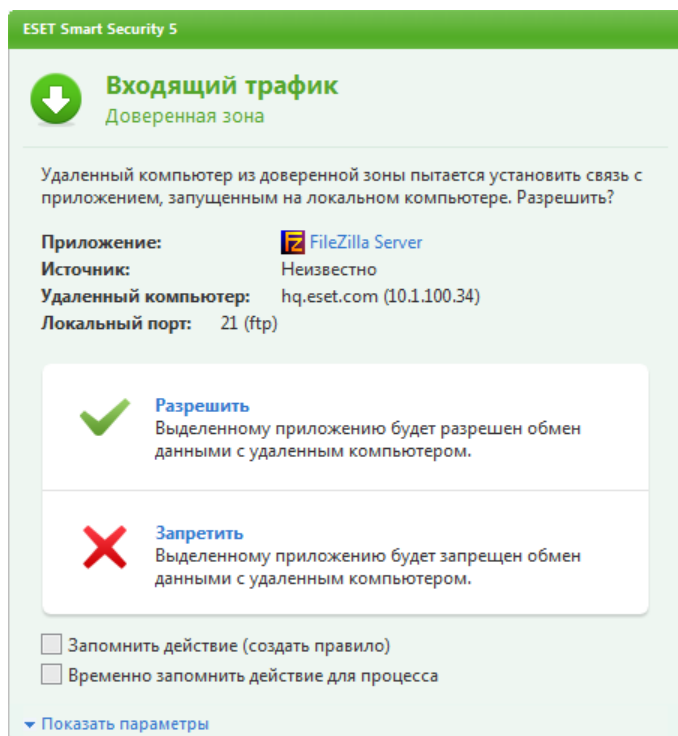 ESET Smart Security 5
Входящий трафик
Доверенная зона
Удаленный компьютер из доверенной зоны пытается установить связь с
приложением, запущенным на локальном компьютере. Разрешить?
Приложение: FileZilla Server
Источник: Неизвестно
Удаленный компьютер: hq.eset.com (10.1.100.34)
Локальный порт: 21 (ftp)
Разрешить
Выделенному приложению будет разрешен обмен
данными с удаленным компьютером.
Запретить
Выделенному приложению будет запрещен обмен
данными с удаленным компьютером.
Запомнить действие (создать правило)
Временно запомнить действие для процесса
Показать параметры